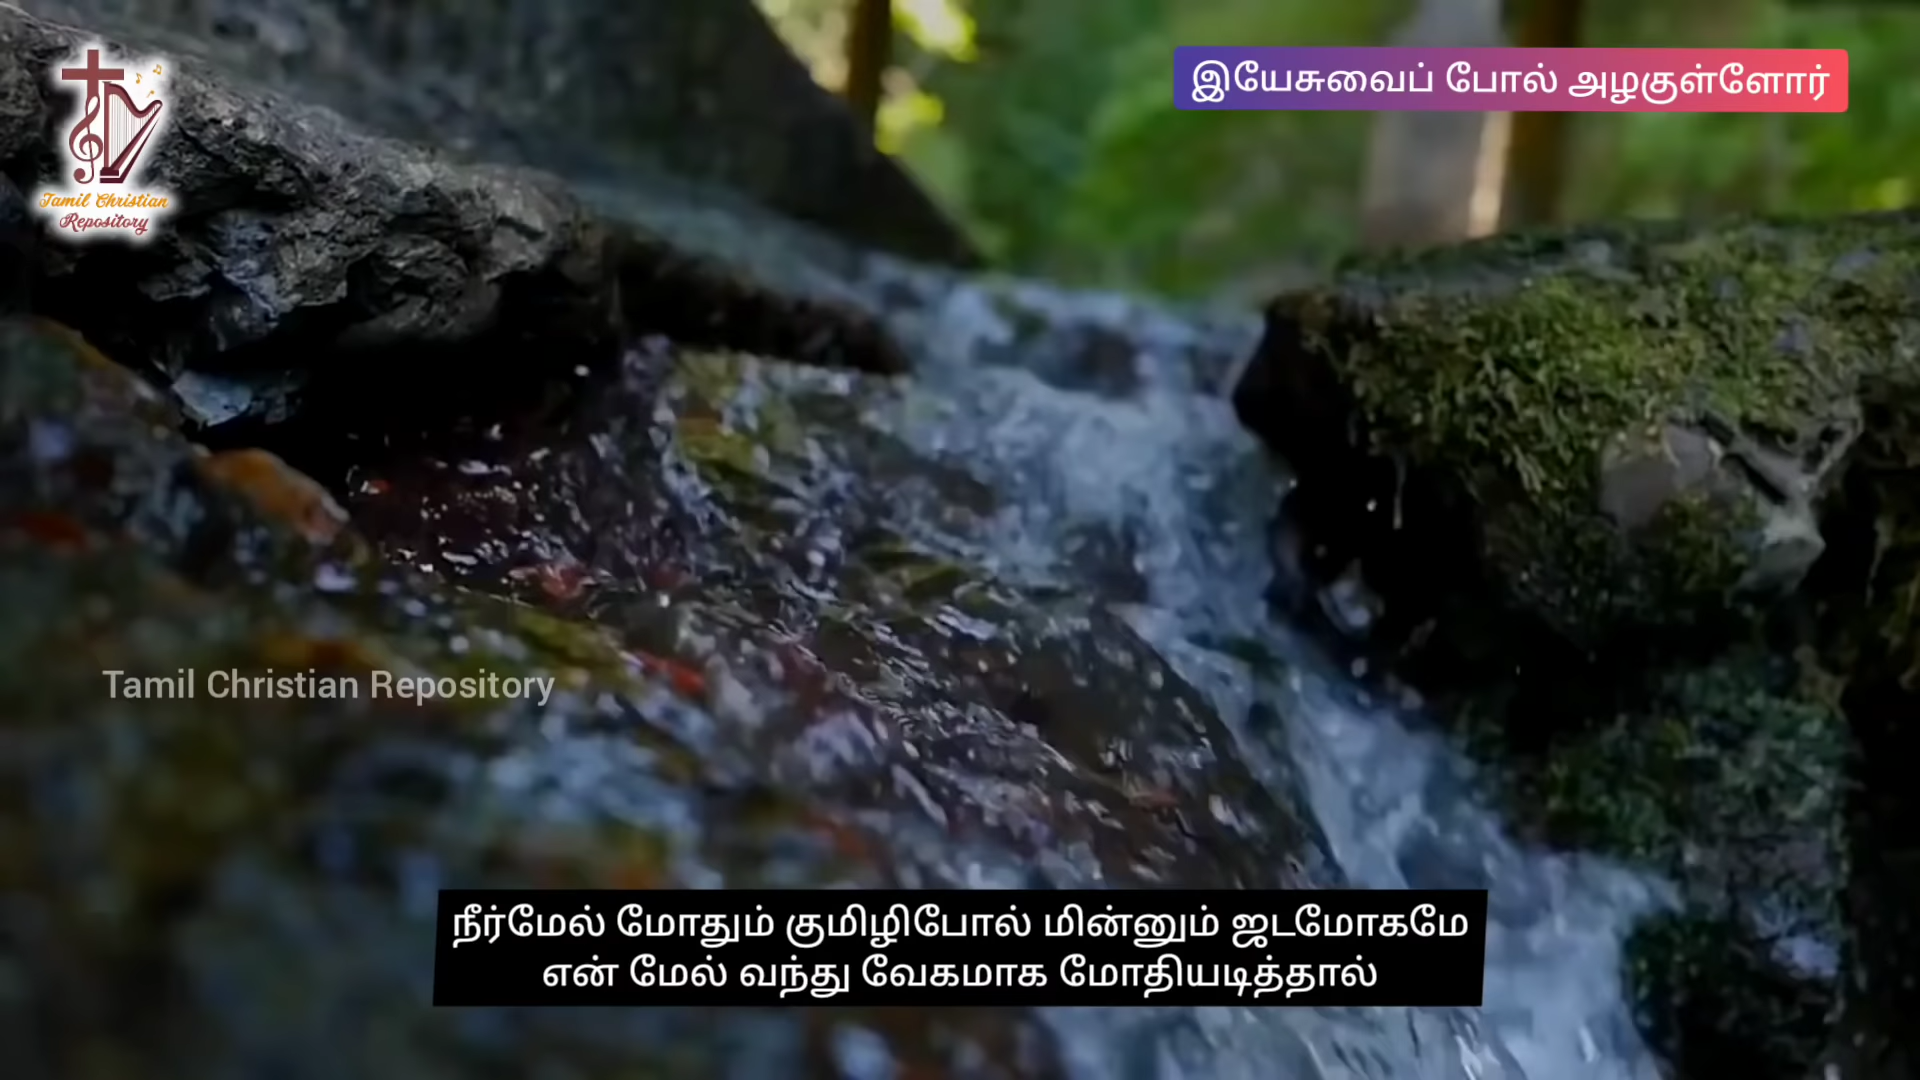 Tamil Christian
Repository
இயேசுவைப் போல் அழகுள்ளோர்
Tamil Christian Repository
நீர்மேல் மோதும் குமிழிபோல் மின்னும் ஜடமோகமே
என் மேல் வந்து வேகமாக மோதியடித்தால்